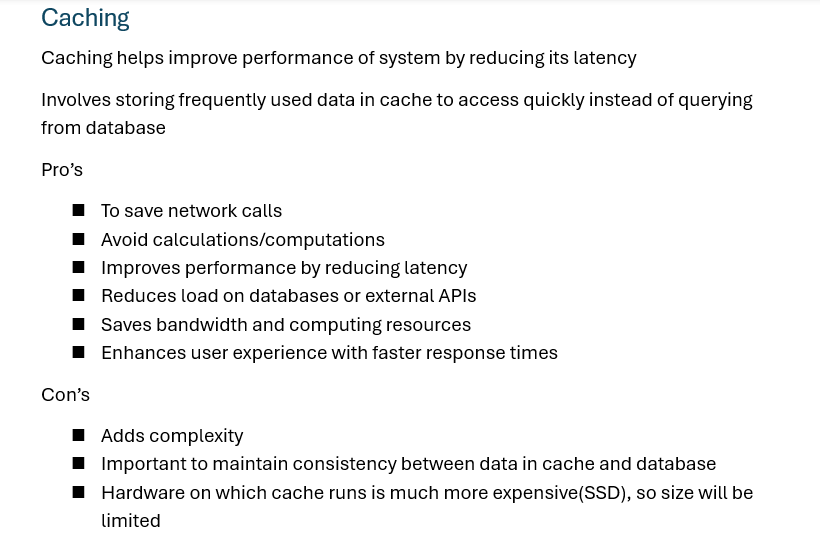 Caching
Caching helps improve performance of system by reducing its latency
Involves storing frequently used data in cache to access quickly instead of querying
from database
Pro’s
■ To save network calls
■ Avoid calculations/computations
■ Improves performance by reducing latency
■ Reduces load on databases or external APIs
■ Saves bandwidth and computing resources
■ Enhances user experience with faster response times
Con’s
■ Adds complexity
■ Important to maintain consistency between data in cache and database
■ Hardware on which cache runs is much more expensive(SSD), so size will be
limited